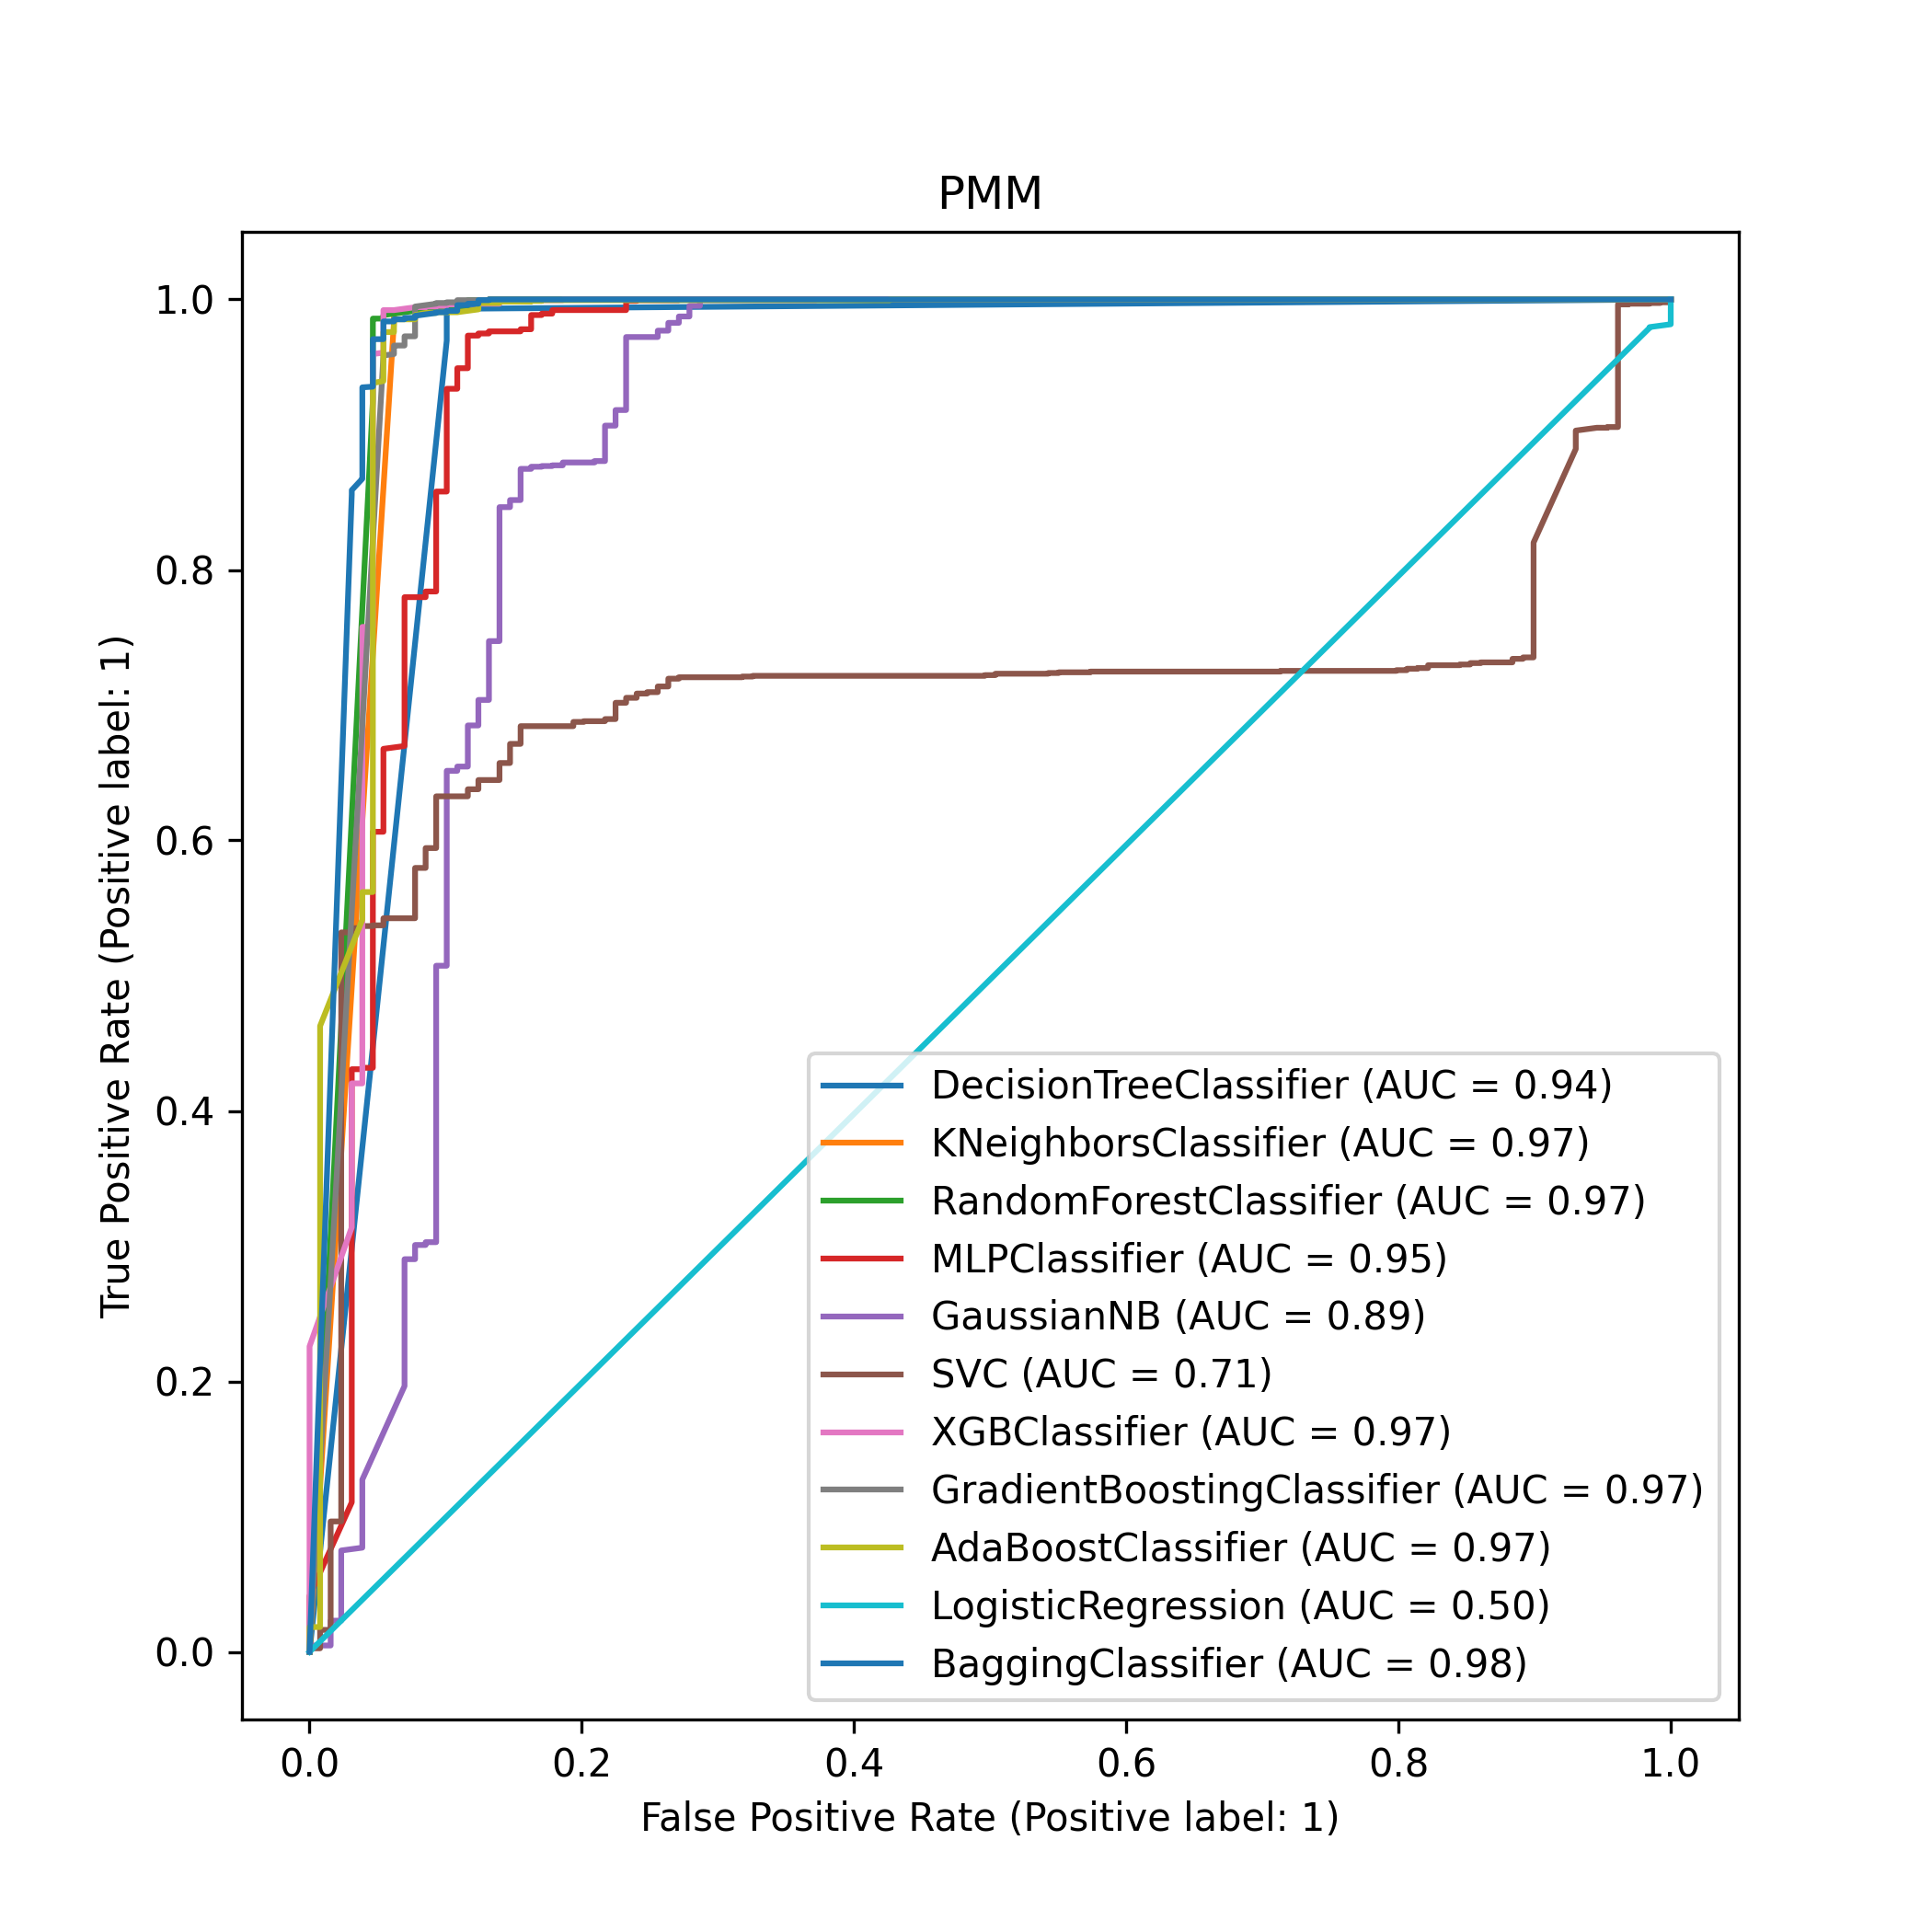 PMM
True Positive Rate (Positive label: 1)
1.0
0.8
0.6
0.4
0.2
0.0
DecisionTreeClassifier (AUC = 0.94)
KNeighborsClassifier (AUC = 0.97)
RandomForestClassifier (AUC = 0.97)
MLPClassifier (AUC = 0.95)
GaussianNB (AUC = 0.89)
SVC (AUC = 0.71)
XGBClassifier (AUC = 0.97)
GradientBoostingClassifier (AUC = 0.97)
AdaBoostClassifier (AUC = 0.97)
LogisticRegression (AUC = 0.50)
BaggingClassifier (AUC = 0.98)
0.0 0.2 0.4 0.6 0.8 1.0
False Positive Rate (Positive label: 1)